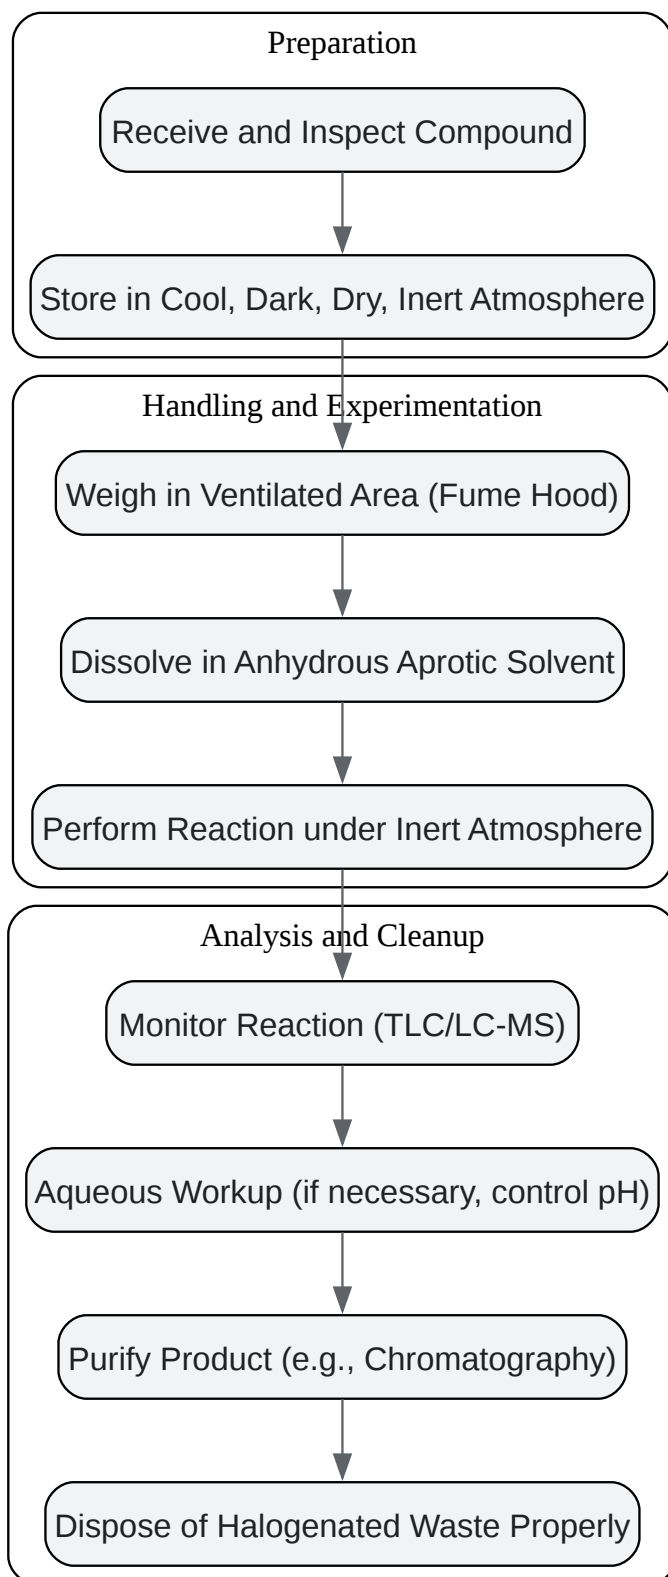 Preparation
Receive and Inspect Compound
Store in Cool, Dark, Dry, Inert Atmosphere
Handling and Experimentation
Weigh in Ventilated Area (Fume Hood)
Dissolve in Anhydrous Aprotic Solvent
Perform Reaction under Inert Atmosphere
Analysis and Cleanup
Monitor Reaction (TLC/LC-MS)
Aqueous Workup (if necessary, control pH)
Purify Product (e.g., Chromatography)
Dispose of Halogenated Waste Properly